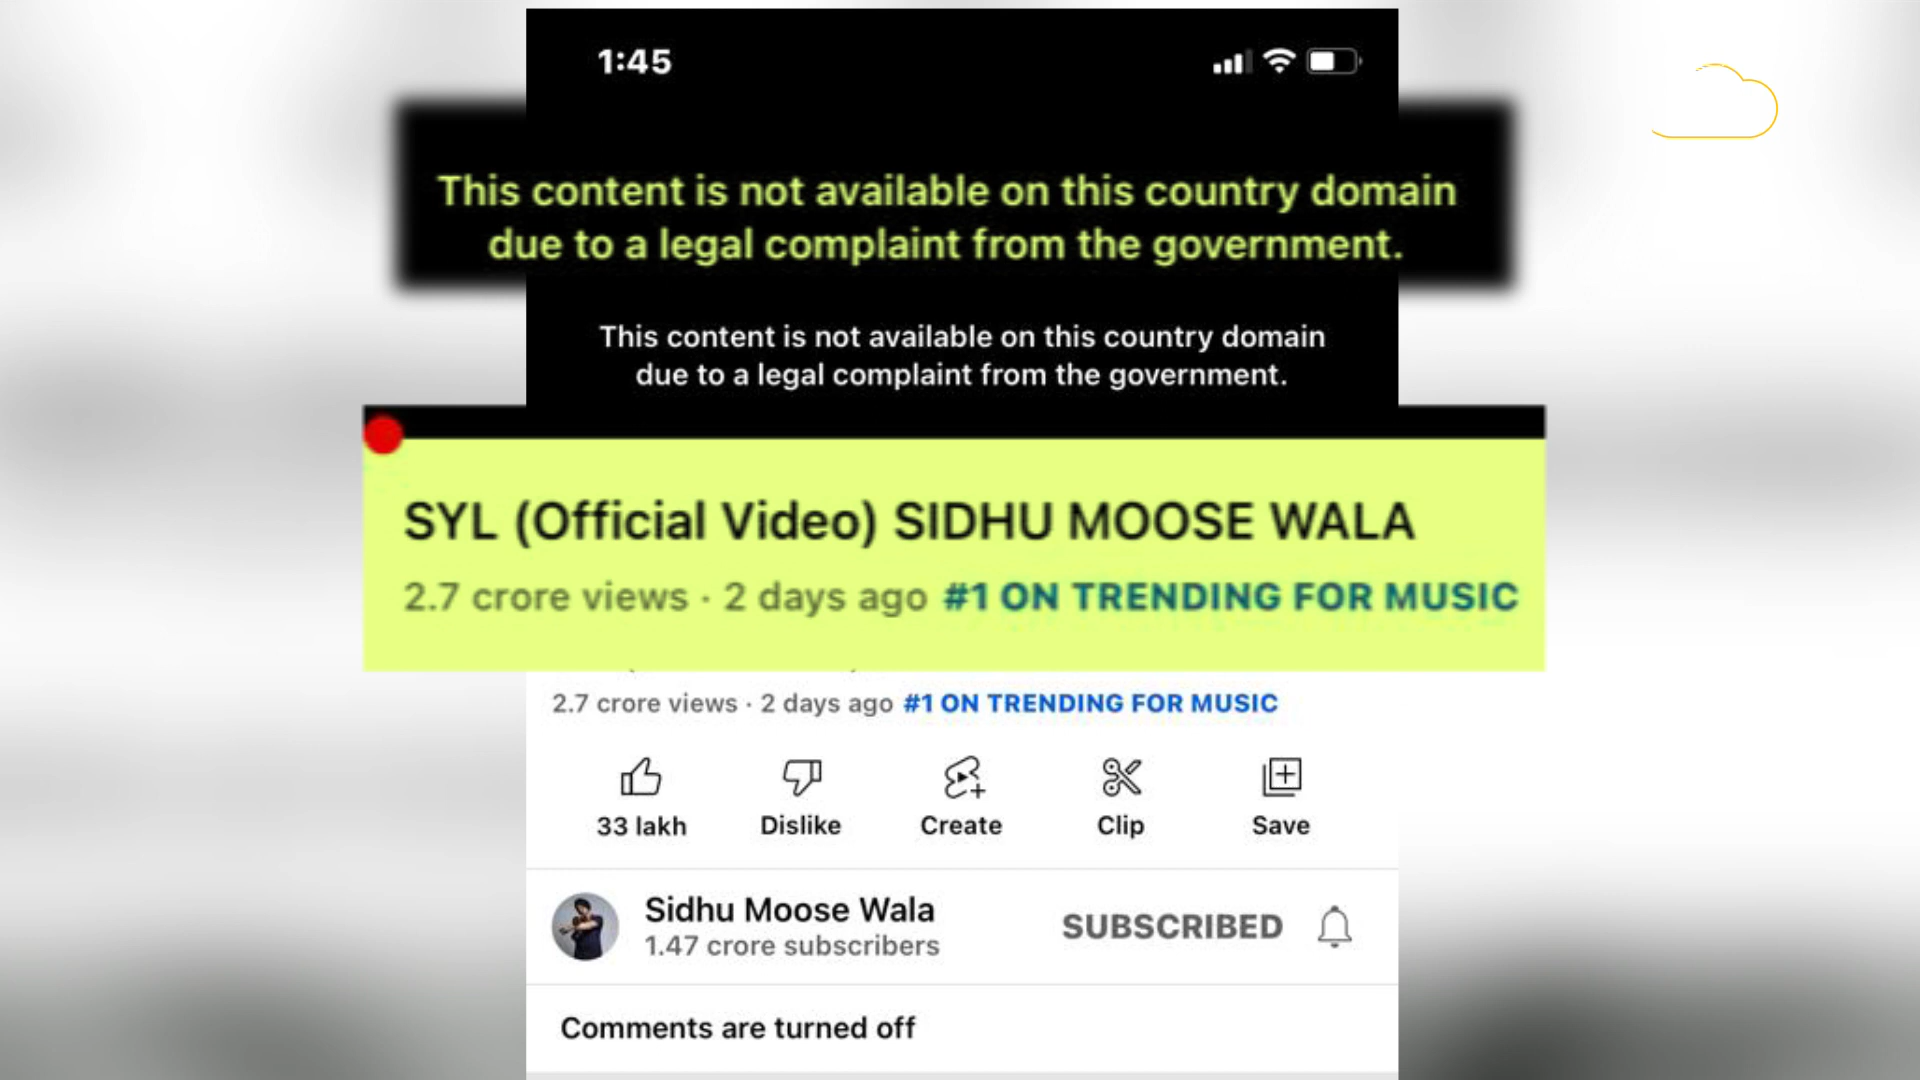 1:45
This content is not available on this country domain
due to a legal complaint from the government.
This content is not available on this country domain
due to a legal complaint from the government.
SYL (Official Video) SIDHU MOOSE WALA
2.7 crore views · 2 days ago #1 ON TRENDING FOR MUSIC
2.7 crore views · 2 days ago #1 ON TRENDING FOR MUSIC
33 lakh Dislike Create Clip Save
Sidhu Moose Wala
1.47 crore subscribers
SUBSCRIBED
Comments are turned off